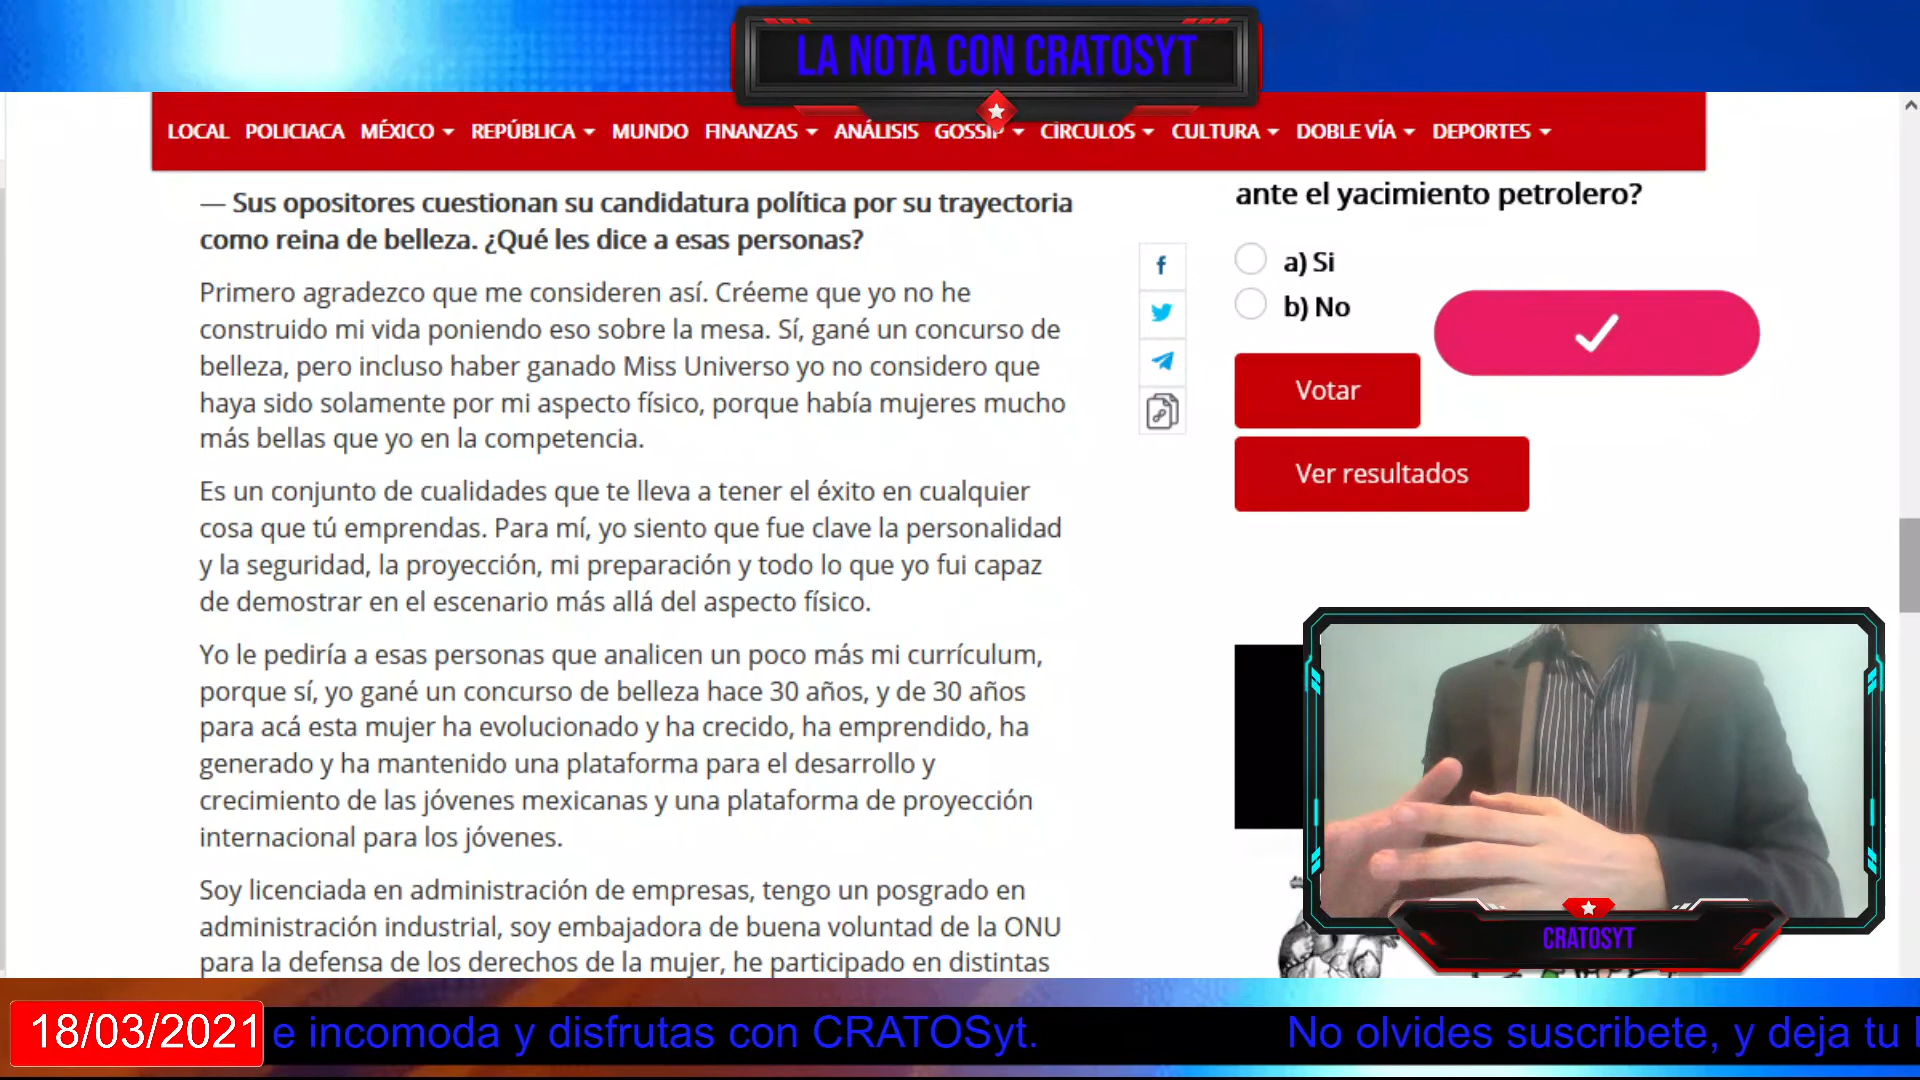 LA NOTA CON CRATOSYT
LOCAL POLICIACA MÉXICO REPÚBLICA MUNDO FINANZAS ANÁLISIS GOSSIP CÍRCULOS CULTURA DOBLE VÍA DEPORTES
— Sus opositores cuestionan su candidatura política por su trayectoria
como reina de belleza. ¿Qué les dice a esas personas?
Primero agradezco que me consideren así. Créeme que yo no he
construido mi vida poniendo eso sobre la mesa. Sí, gané un concurso de
belleza, pero incluso haber ganado Miss Universo yo no considero que
haya sido solamente por mi aspecto físico, porque había mujeres mucho
más bellas que yo en la competencia.
Es un conjunto de cualidades que te lleva a tener el éxito en cualquier
cosa que tú emprendas. Para mí, yo siento que fue clave la personalidad
y la seguridad, la proyección, mi preparación y todo lo que yo fui capaz
de demostrar en el escenario más allá del aspecto físico.
Yo le pediría a esas personas que analicen un poco más mi currículum,
porque sí, yo gané un concurso de belleza hace 30 años, y de 30 años
para acá esta mujer ha evolucionado y ha crecido, ha emprendido, ha
generado y ha mantenido una plataforma para el desarrollo y
crecimiento de las jóvenes mexicanas y una plataforma de proyección
internacional para los jóvenes.
Soy licenciada en administración de empresas, tengo un posgrado en
administración industrial, soy embajadora de buena voluntad de la ONU
para la defensa de los derechos de la mujer, he participado en distintas
ante el yacimiento petrolero?
a) Si
b) No
Votar
Ver resultados
CRATOSYT
18/03/2021
e incomoda y disfrutas con CRATOSyt.
No olvides suscribete, y deja tu